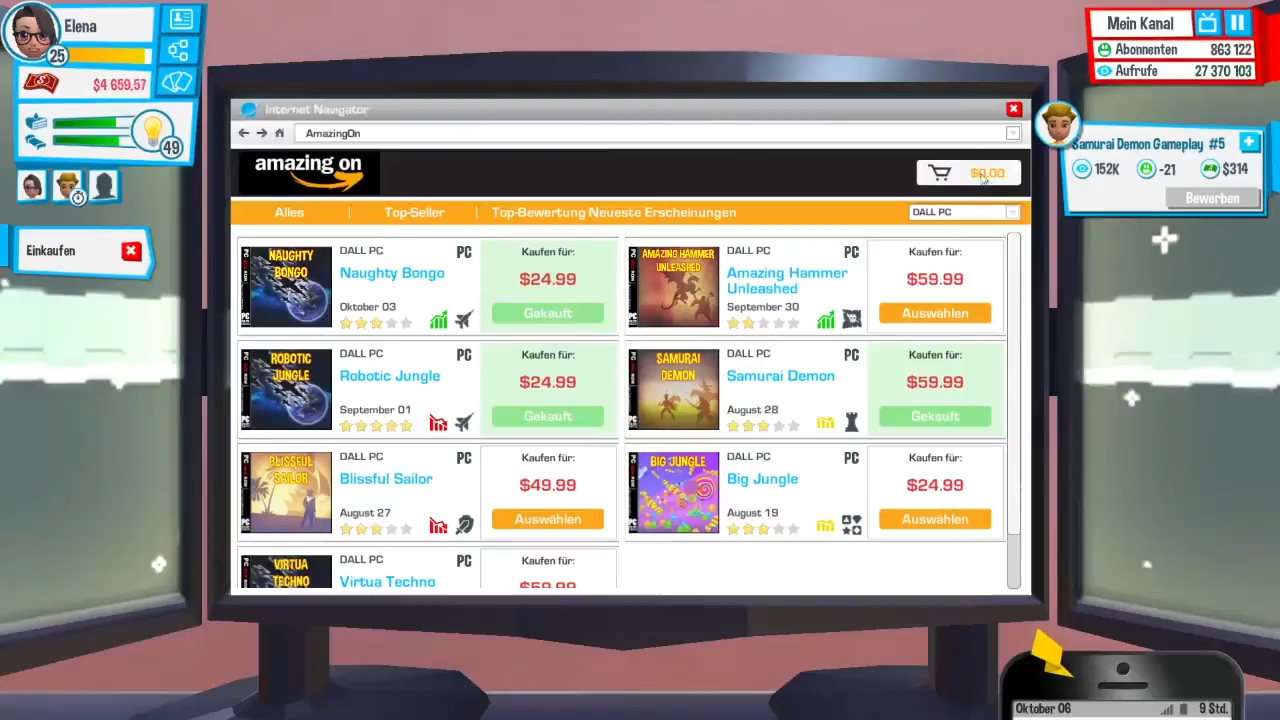 Elena
25
$4 659,57
49
Einkaufen
Mein Kanal
Abonnenten 863 122
Aufrufe 27 370 103
Samurai Demon Gameplay #5
152K -21 $314
Bewerben
Internet Navigator
AmazingOn
amazing on
$0.00
Alles Top-Seller Top-Bewertung Neueste Erscheinungen DALL PC
NAUGHTY BONGO
DALL PC PC
Naughty Bongo
Oktober 03
Kaufen für:
$24.99
Gekauft
AMAZING HAMMER UNLEASHED
DALL PC PC
Amazing Hammer
Unleashed
September 30
Kaufen für:
$59.99
Auswählen
ROBOTIC JUNGLE
DALL PC PC
Robotic Jungle
September 01
Kaufen für:
$24.99
Gekauft
SAMURAI DEMON
DALL PC PC
Samurai Demon
August 28
Kaufen für:
$59.99
Gekauft
BLISSFUL SAILOR
DALL PC PC
Blissful Sailor
August 27
Kaufen für:
$49.99
Auswählen
BIG JUNGLE
DALL PC PC
Big Jungle
August 19
Kaufen für:
$24.99
Auswählen
VIRTUA TECHNO
DALL PC PC
Virtua Techno
Kaufen für:
$59.99
Oktober 06 9 Std.